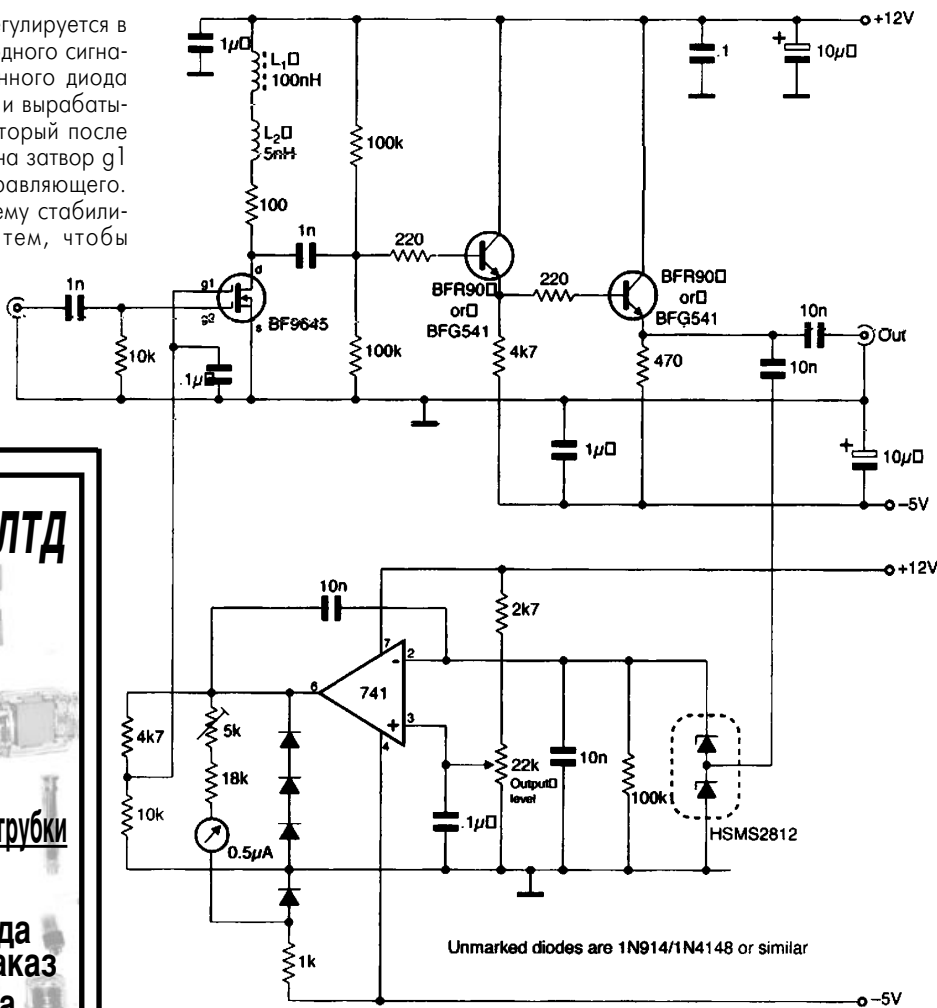 гулируется в
дного сигна-
нного диода
и вырабаты-
торый после
на затвор g1
равляющего.
ему стабили-
тем, чтобы
+12V
1µ
.1
+
10µ
L1
100nH
L2
5nH
100k
100
1n
220
BFR90
or
BFG541
220
BFR90
or
BFG541
1n
g1
g2
d
s
BF964S
10k
.1µ
100k
4k7
470
10n
Out
10n
1µ
+
10µ
-5V
ЛТД
трубки
да
аказ
а
+12V
10n
2k7
7
2
-
741
6
3
+
4
4k7
5k
18k
10k
0.5µA
22k
Output
level
10n
100k
.1µ
HSMS2812
1k
Unmarked diodes are 1N914/1N4148 or similar
-5V